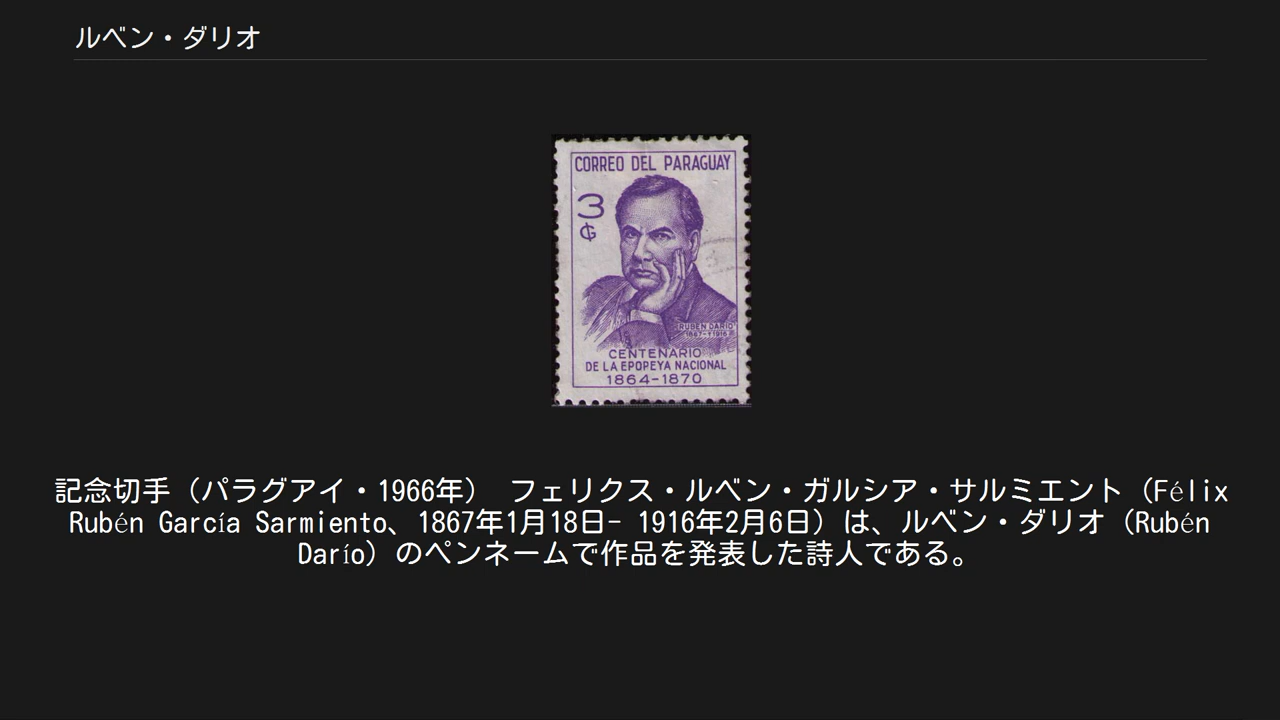 ルベン・ダリオ
CORREO DEL PARAGUAY
3
₲
RUBEN DARIO
1867-1916
CENTENARIO
DE LA EPOPEYA NACIONAL
1864-1870
記念切手（パラグアイ・1966年） フェリクス・ルベン・ガルシア・サルミエント（Félix
Rubén García Sarmiento、1867年1月18日- 1916年2月6日）は、ルベン・ダリオ（Rubén
Darío）のペンネームで作品を発表した詩人である。